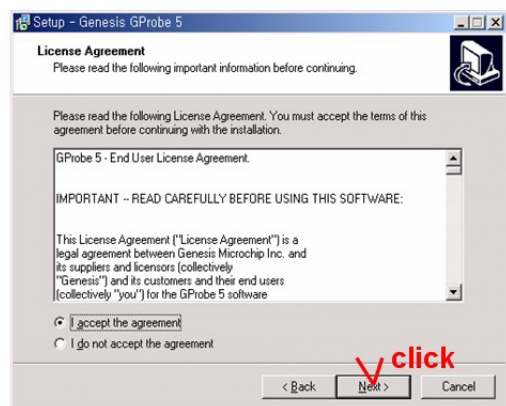 Setup - Genesis GProbe 5
License Agreement
Please read the following important information before continuing.
Please read the following License Agreement. You must accept the terms of this
agreement before continuing with the installation.
GProbe 5 - End User License Agreement.
IMPORTANT -- READ CAREFULLY BEFORE USING THIS SOFTWARE:
This License Agreement ("License Agreement") is a
legal agreement between Genesis Microchip Inc. and
its suppliers and licensors (collectively
"Genesis") and its customers and their end users
(collectively "you") for the GProbe 5 software
I accept the agreement
I do not accept the agreement
click
< Back
Next >
Cancel